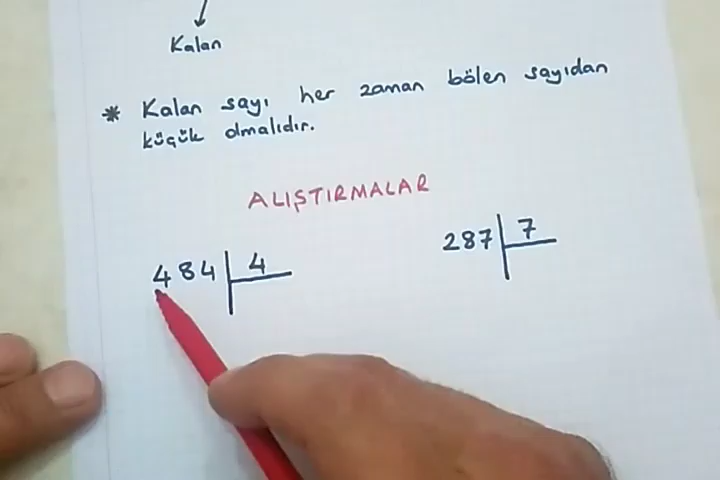 Kalan
* Kalan sayı her zaman bölen sayıdan
küçük olmalıdır.
ALIŞTIRMALAR
484 4
287 7